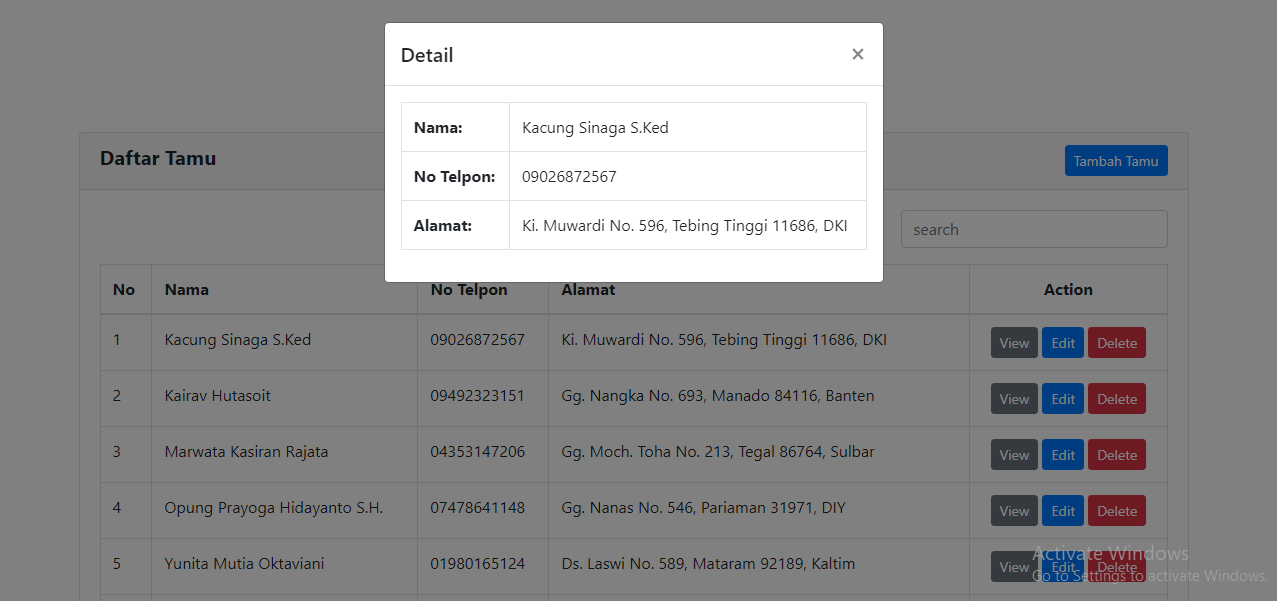 Detail ×
Nama: Kacung Sinaga S.Ked
No Telpon: 09026872567
Alamat: Ki. Muwardi No. 596, Tebing Tinggi 11686, DKI
Daftar Tamu Tambah Tamu
search
No Nama No Telpon Alamat Action
1 Kacung Sinaga S.Ked 09026872567 Ki. Muwardi No. 596, Tebing Tinggi 11686, DKI View Edit Delete
2 Kairav Hutasoit 09492323151 Gg. Nangka No. 693, Manado 84116, Banten View Edit Delete
3 Marwata Kasiran Rajata 04353147206 Gg. Moch. Toha No. 213, Tegal 86764, Sulbar View Edit Delete
4 Opung Prayoga Hidayanto S.H. 07478641148 Gg. Nanas No. 546, Pariaman 31971, DIY View Edit Delete
5 Yunita Mutia Oktaviani 01980165124 Ds. Laswi No. 589, Mataram 92189, Kaltim View Edit Delete
Activate Windows
Go to Settings to activate Windows.